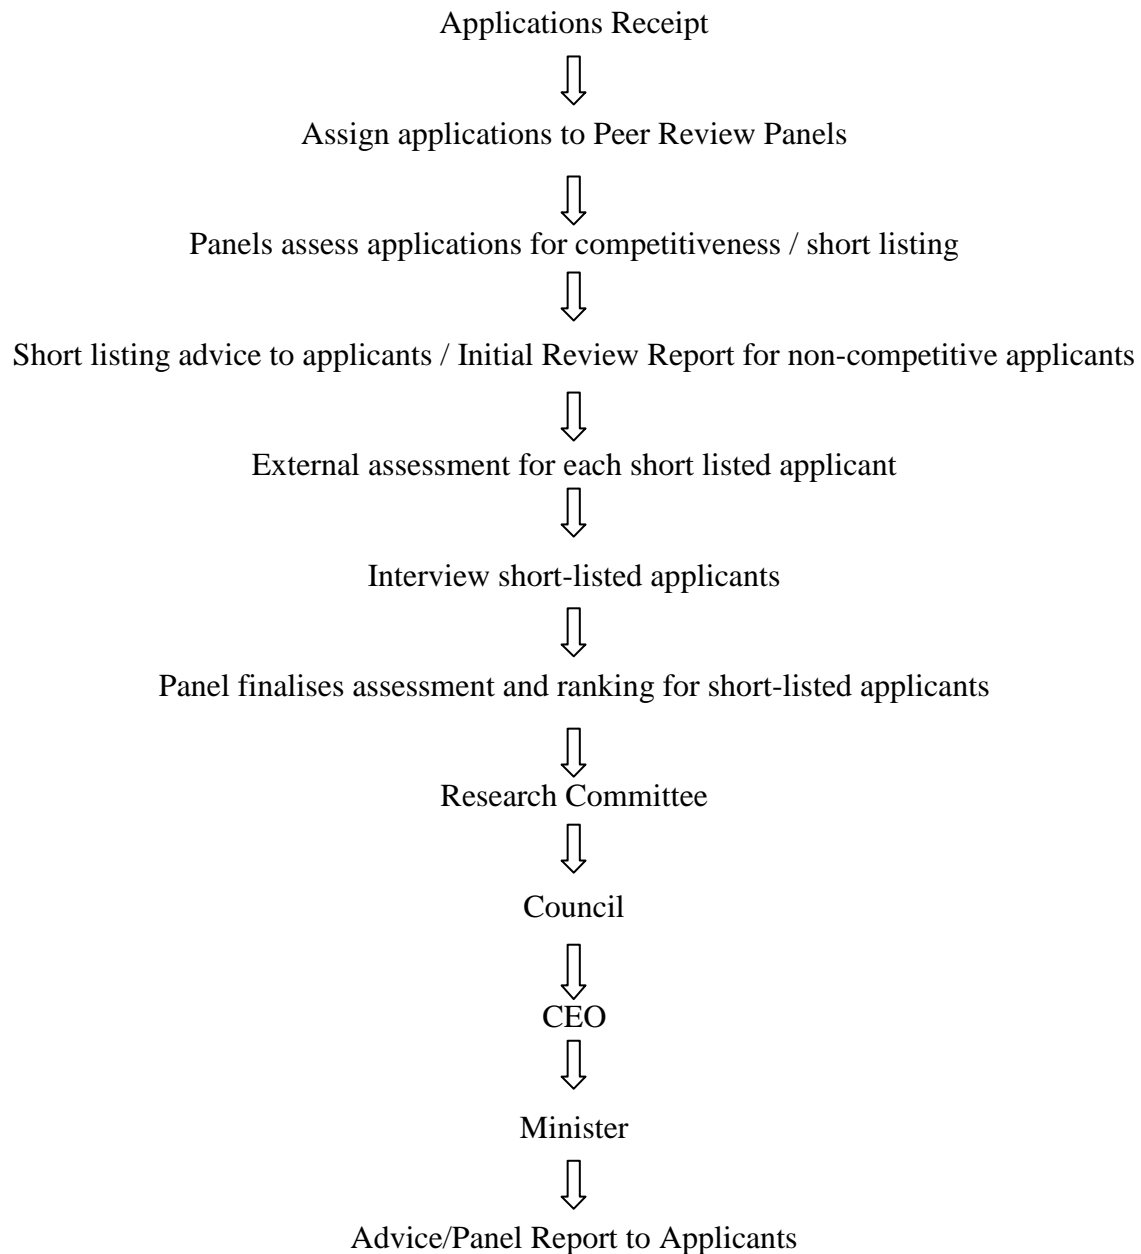 Applications Receipt
Assign applications to Peer Review Panels
Panels assess applications for competitiveness / short listing
Short listing advice to applicants / Initial Review Report for non-competitive applicants
External assessment for each short listed applicant
Interview short-listed applicants
Panel finalises assessment and ranking for short-listed applicants
Research Committee
Council
CEO
Minister
Advice/Panel Report to Applicants